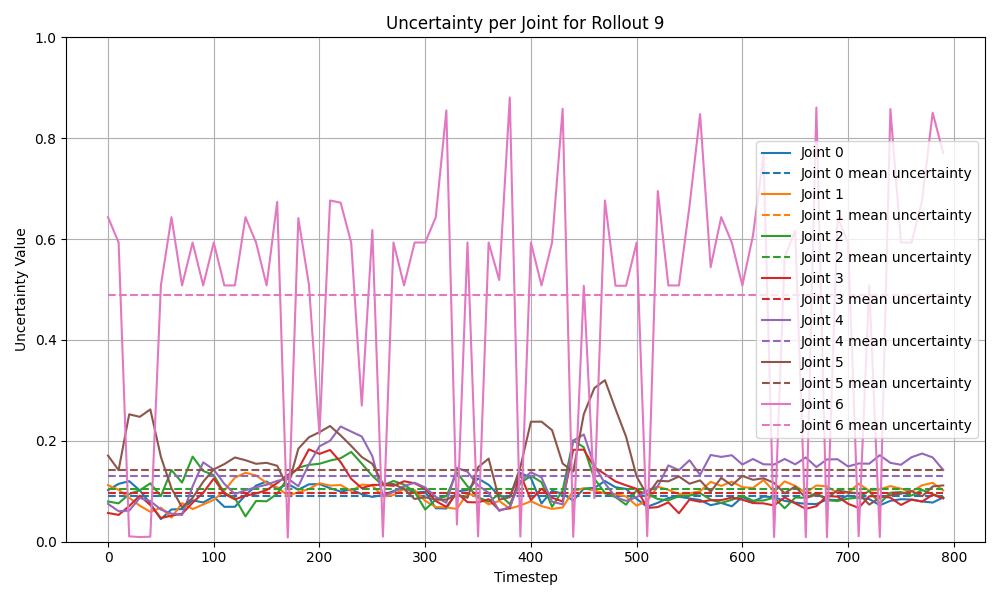 Uncertainty per Joint for Rollout 9
Uncertainty Value
1.0
0.8
0.6
0.4
0.2
0.0
0
100
200
300
400
500
600
700
800
Timestep
Joint 0
Joint 0 mean uncertainty
Joint 1
Joint 1 mean uncertainty
Joint 2
Joint 2 mean uncertainty
Joint 3
Joint 3 mean uncertainty
Joint 4
Joint 4 mean uncertainty
Joint 5
Joint 5 mean uncertainty
Joint 6
Joint 6 mean uncertainty